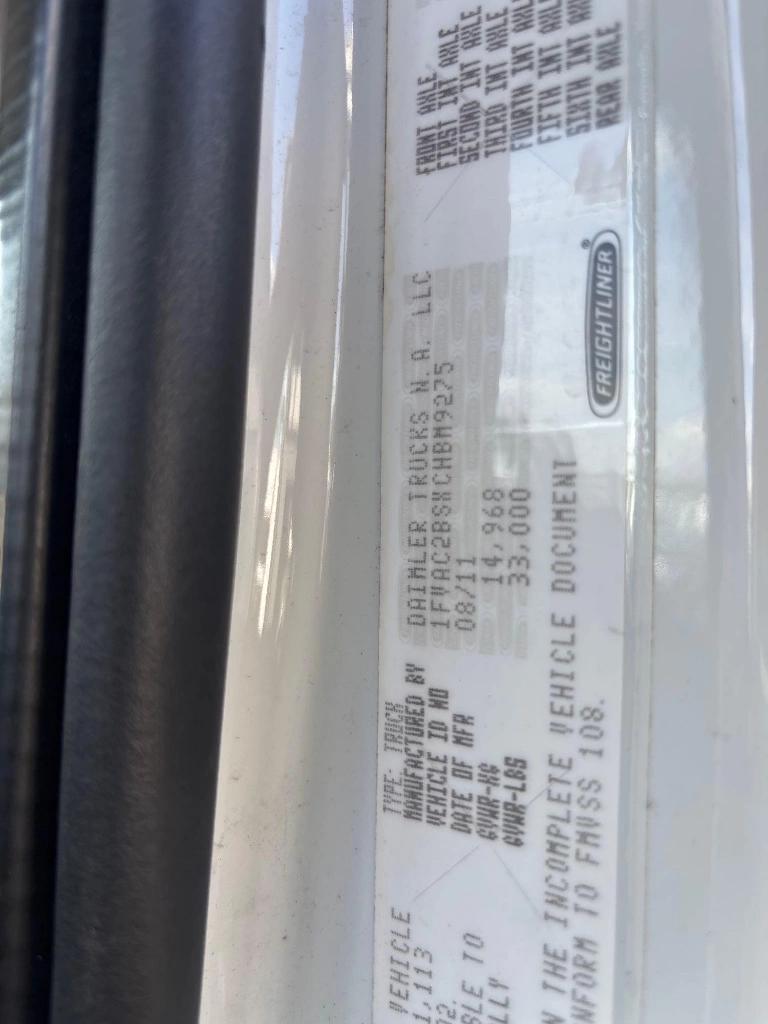 VEHICLE
1,113
02.
BLE TO
LLY
N THE INCOMPLETE VEHICLE DOCUMENT
NFORM TO FMVSS 108.
TYPE: TRUCK
MANUFACTURED BY DAIMLER TRUCKS N.A. LLC
VEHICLE ID NO 1FVAC2BSXCHBM9275
DATE OF MFR 08/11
GVWR-KG 14,968
GVWR-LBS 33,000
FREIGHTLINER®
FRONT AXLE
FIRST INT AXLE
SECOND INT AXLE
THIRD INT AXLE
FOURTH INT AXLE
FIFTH INT AXLE
SIXTH INT AXLE
REAR AXLE